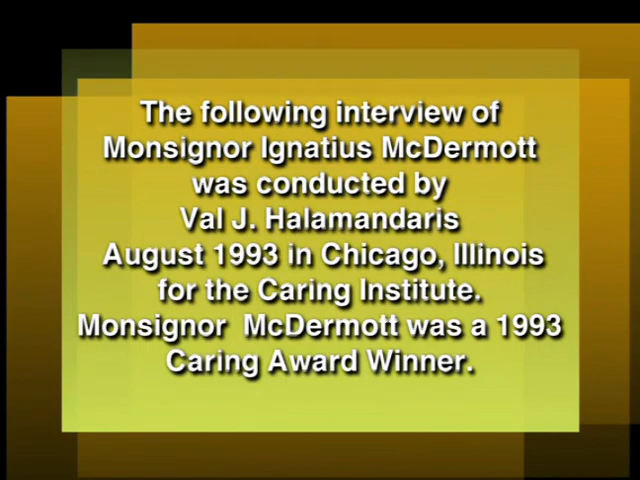 The following interview of
Monsignor Ignatius McDermott
was conducted by
Val J. Halamandaris
August 1993 in Chicago, Illinois
for the Caring Institute.
Monsignor McDermott was a 1993
Caring Award Winner.